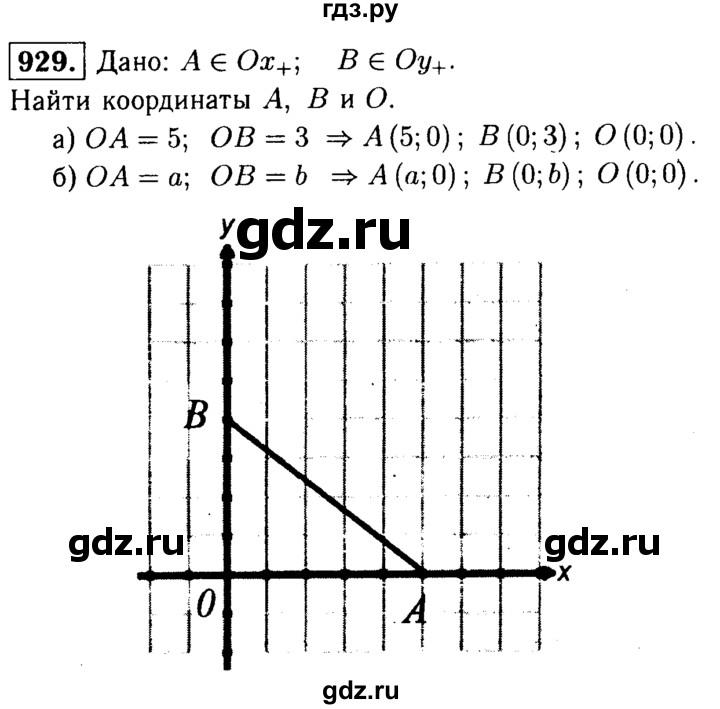 гдз.ру
929. Дано: A ∈ Ox₊; B ∈ Oy₊.
Найти координаты A, B и O.
а) OA = 5; OB = 3 ⇒ A (5; 0) ; B (0; 3) ; O (0; 0) .
б) OA = a; OB = b ⇒ A (a; 0) ; B (0; b) ; O (0; 0) .
y
gdz.ru
B
gdz.ru
gdz.ru
x
O
A
gdz.ru